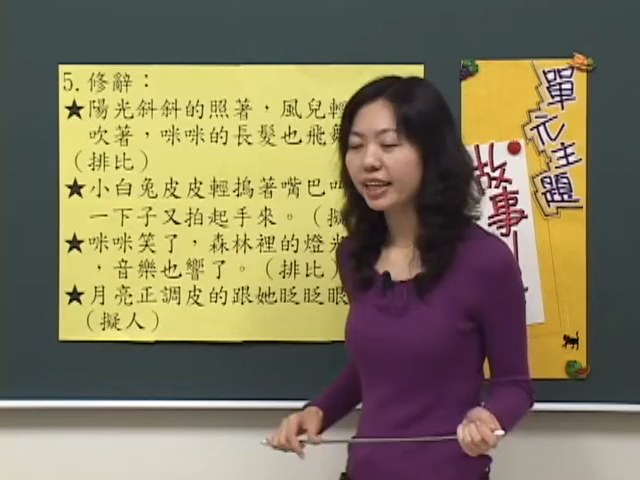 5.修辭：
★陽光斜斜的照著，風兒輕
吹著，咪咪的長髮也飛
（排比）
★小白兔皮皮輕摀著嘴巴
一下子又拍起手來。（擬
★咪咪笑了，森林裡的燈
，音樂也響了。（排比）
★月亮正調皮的跟她眨眨眼
（擬人）
單元主題
故事